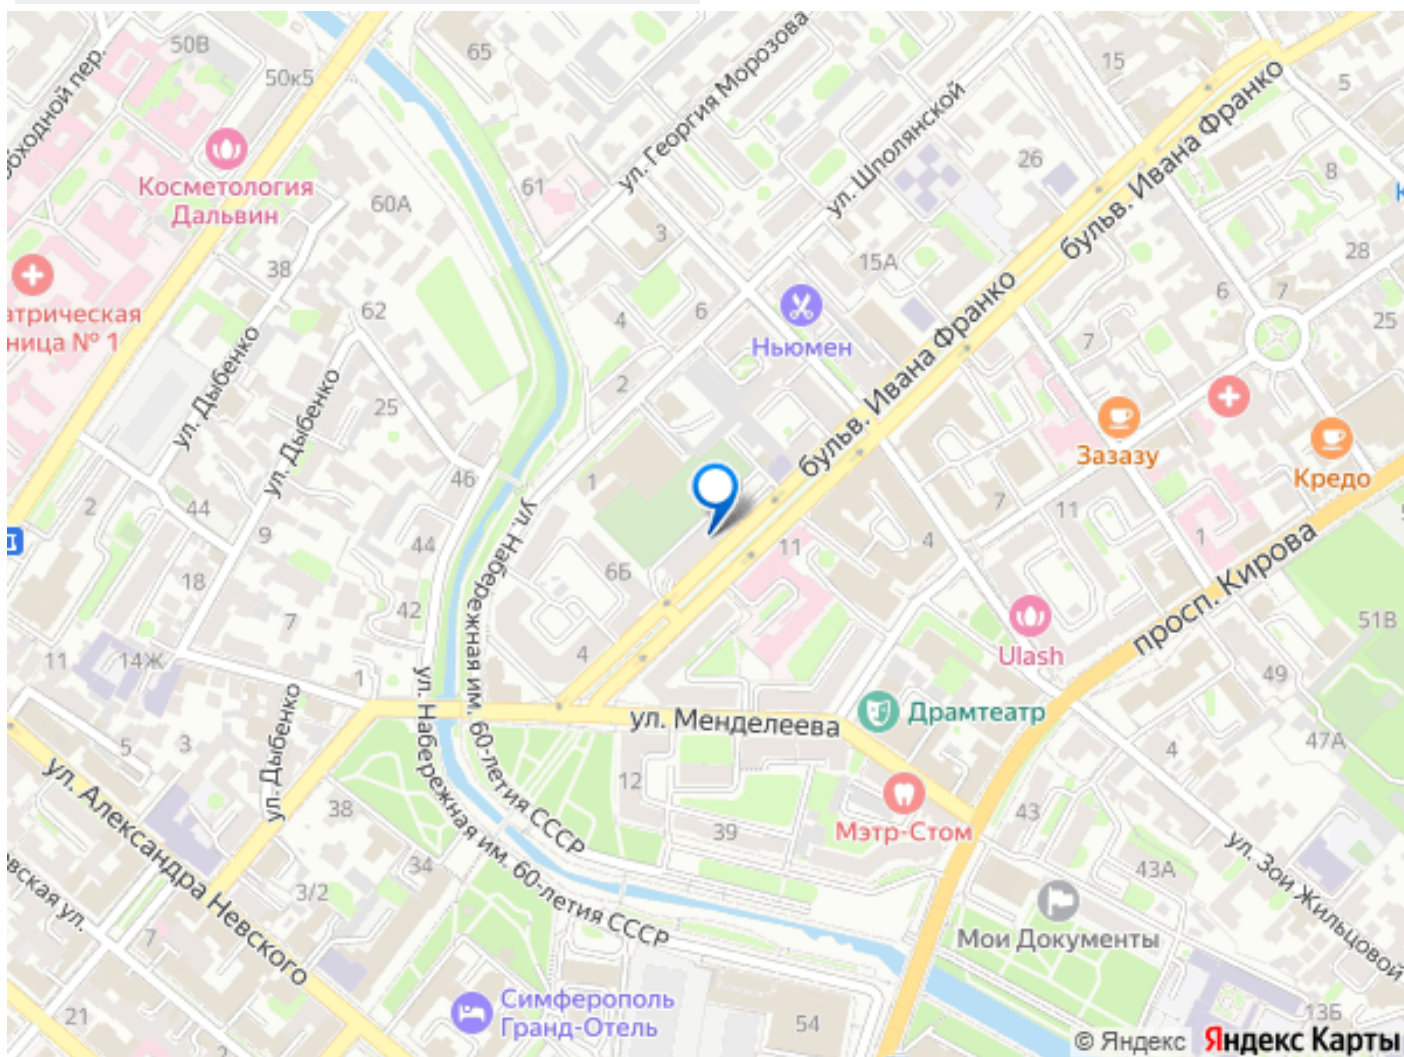 50В
65
ул. Георгия Морозова
15
50к5
5
бульв. Ивана Франко
ул. Шполянской
Косметология
Дальвин
60А
61
26
8
3
15А
28
38
62
4
6
6
7
25
атрическая
ница № 1
Ньюмен
бульв. Ивана Франко
7
ул. Дыбенко
ул. Дыбенко
25
2
бульв. Ивана Франко
Зазазу
Кредо
46
1
2
44
7
11
9
44
ул. Набережная им. 60-летия СССР
11
4
1
просп. Кирова
18
6Б
42
7
51В
Ulash
11
14Ж
4
1
49
ул. Менделеева
Драмтеатр
5
3
ул. Дыбенко
ул. Набережная им. 60-летия СССР
12
4
47А
ул. Александра Невского
38
39
Мэтр-Стом
43
34
43А
ул. Зои Жильцовой
3/2
вская ул.
7
Мои Документы
Симферополь
Гранд-Отель
54
21
2
13Б
© Яндекс
Яндекс Карты